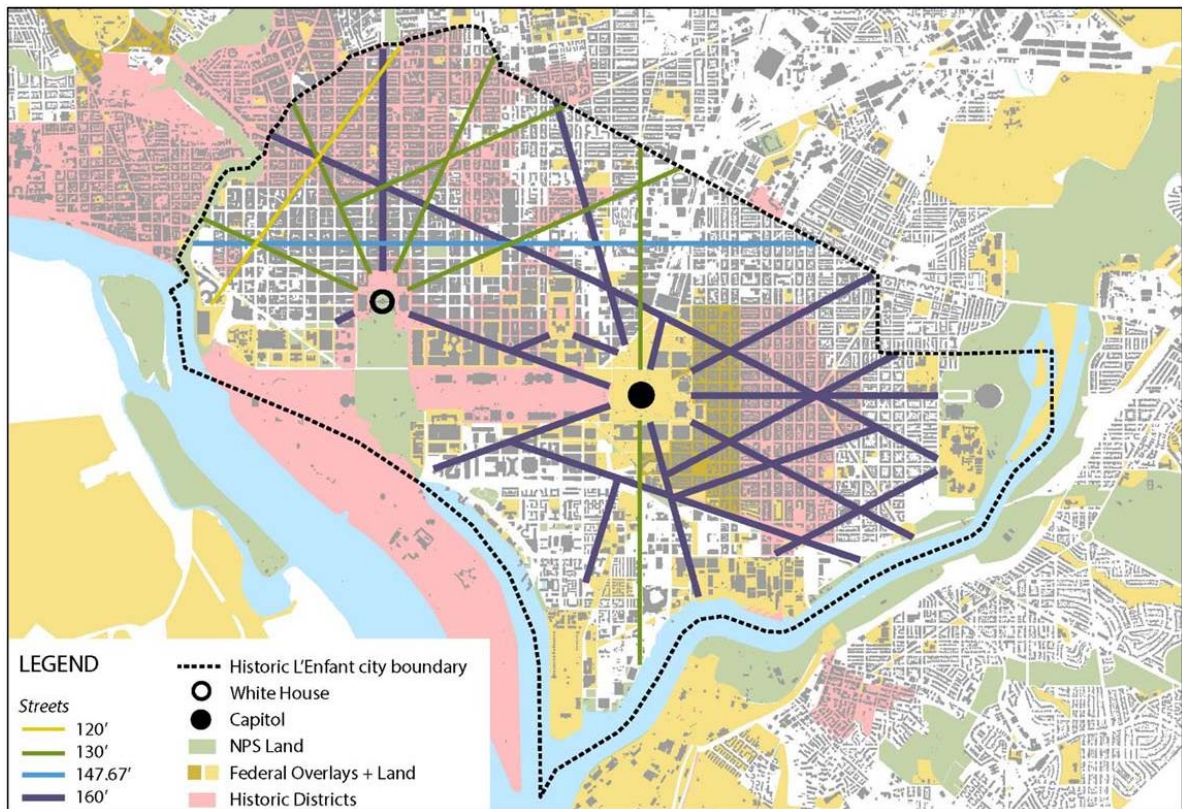 LEGEND
Streets
120'
130'
147.67'
160'
Historic L'Enfant city boundary
White House
Capitol
NPS Land
Federal Overlays + Land
Historic Districts